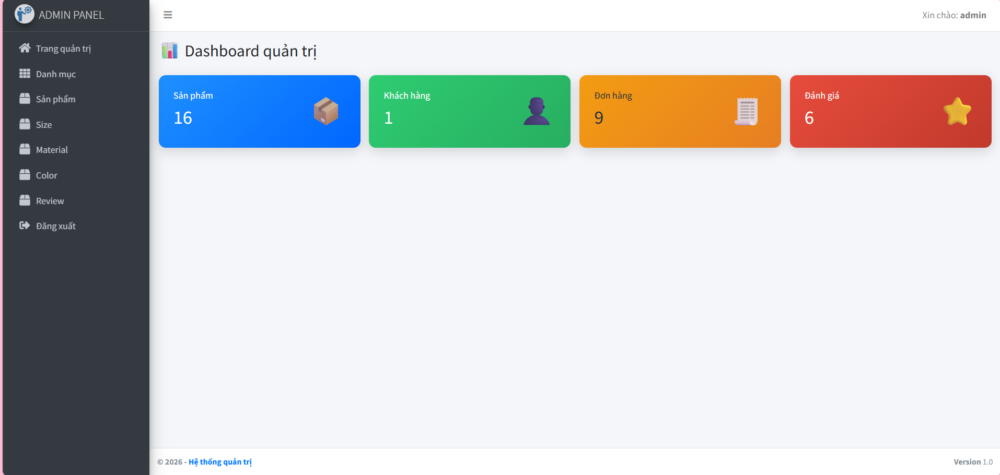 ADMIN PANEL
Xin chào: admin
Trang quản trị
Danh mục
Sản phẩm
Size
Material
Color
Review
Đăng xuất
Dashboard quản trị
Sản phẩm
16
Khách hàng
1
Đơn hàng
9
Đánh giá
6
© 2026 - Hệ thống quản trị
Version 1.0